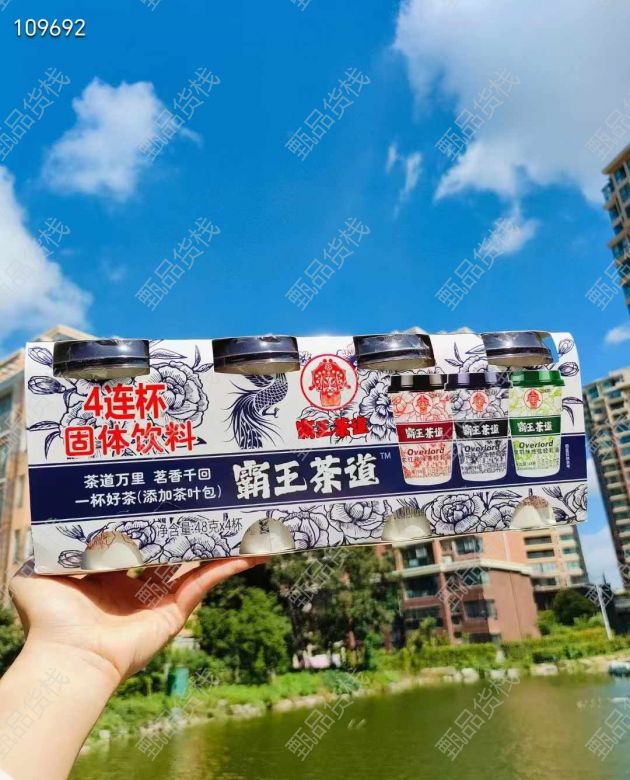 109692
4连杯
固体饮料
霸王茶道
茶道万里 茗香千回
一杯好茶(添加茶叶包)
霸王茶道™
净含量:48克×4杯
霸王茶道
Overlord
霸王茶道
Overlord
霸王茶道
Overlord
甄品货栈